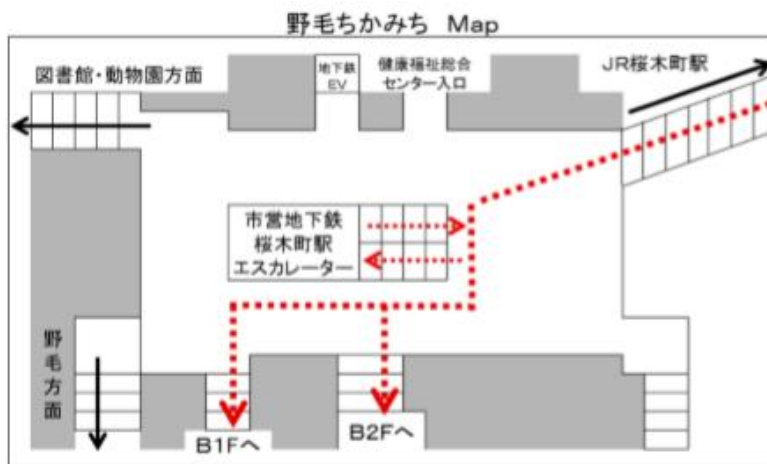 野毛ちかみち Map
図書館・動物園方面
地下鉄
EV
健康福祉総合
センター入口
JR桜木町駅
市営地下鉄
桜木町駅
エスカレーター
野毛方面
B1Fへ
B2Fへ